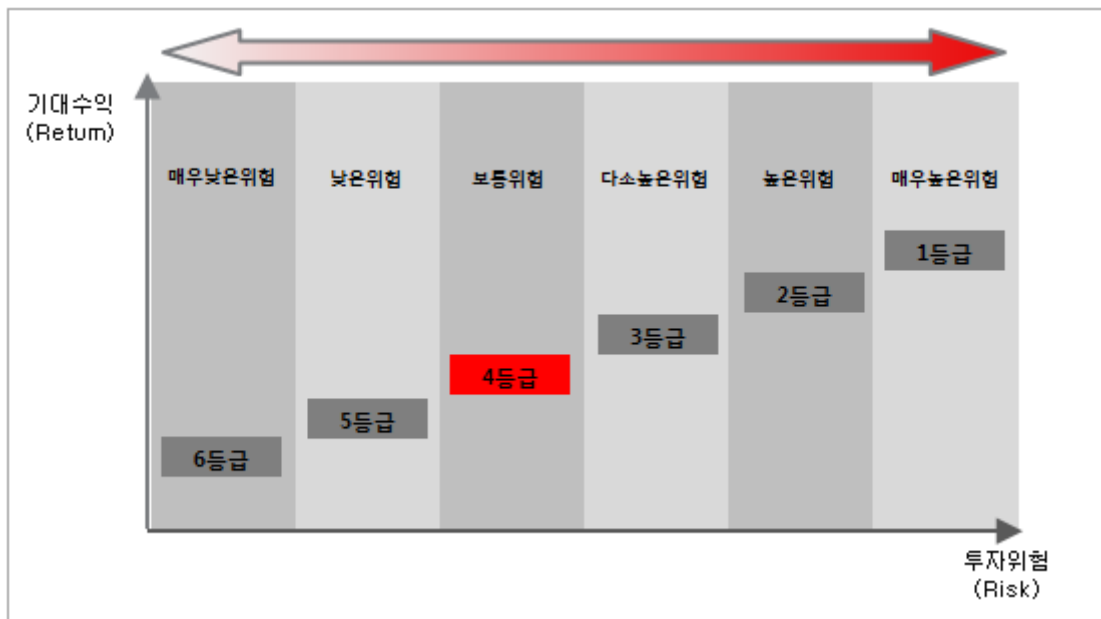 기대수익
(Retum)
매우낮은위험 낮은위험 보통위험 다소높은위험 높은위험 매우높은위험
1등급
2등급
3등급
4등급
5등급
6등급
투자위험
(Risk)